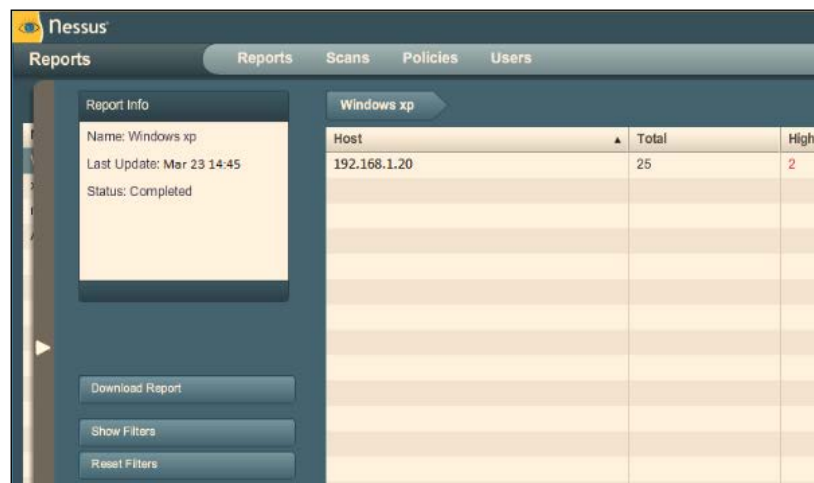 Nessus
Reports
Reports Scans Policies Users
Report Info
Name: Windows xp
Last Update: Mar 23 14:45
Status: Completed
Windows xp
Host Total High
192.168.1.20 25 2
Download Report
Show Filters
Reset Filters